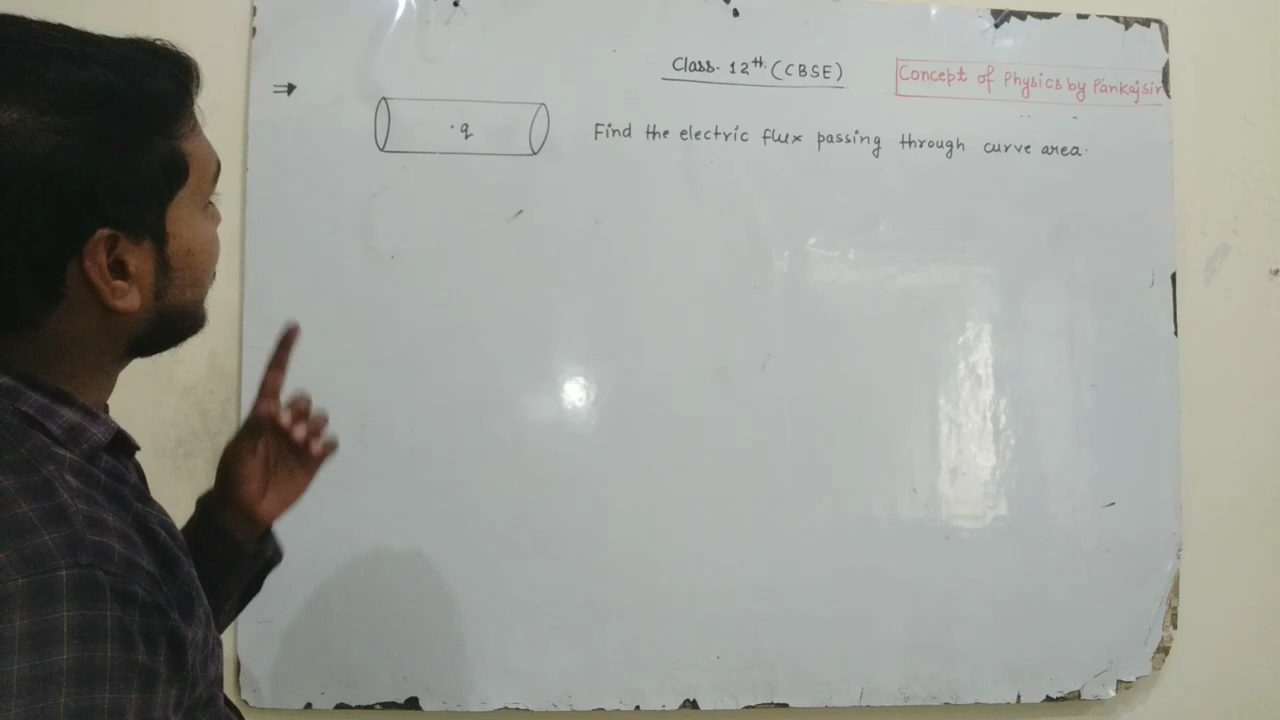 Class- 12th. (CBSE)
Concept of Physics by Pankaj Sir
⇒
.q
Find the electric flux passing through curve area.